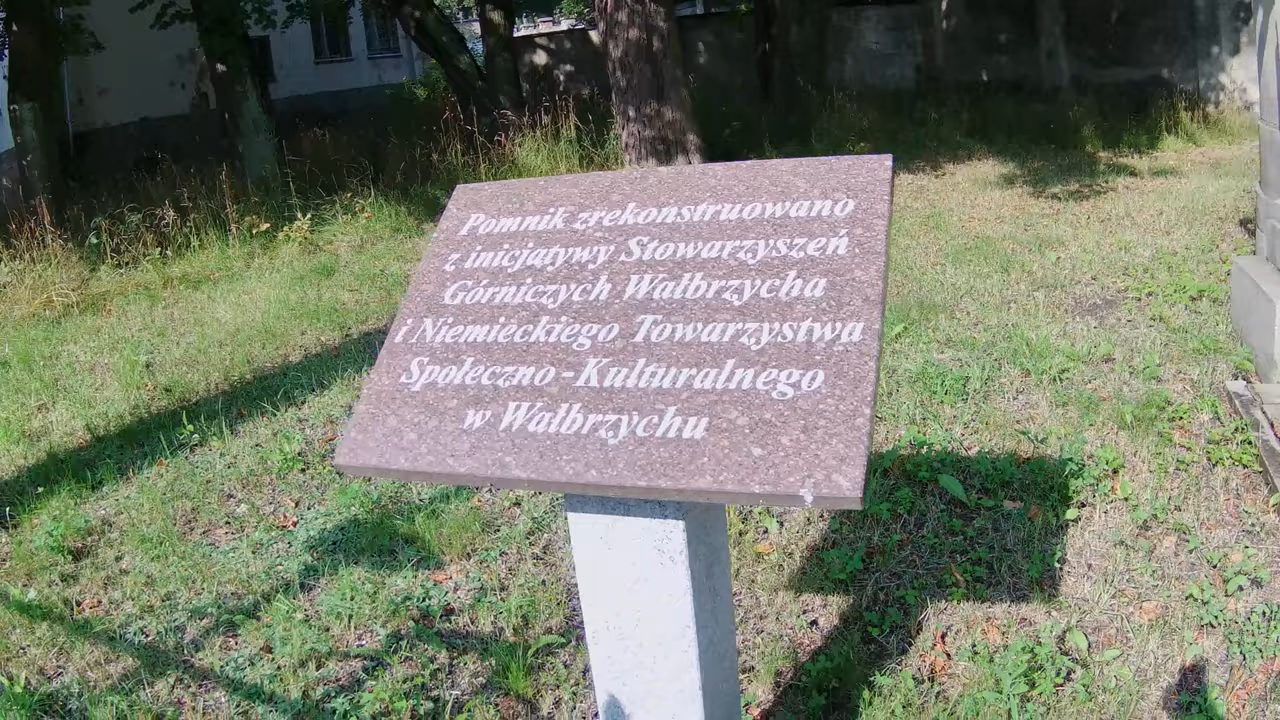 Pomnik zrekonstruowano
z inicjatywy Stowarzyszeń
Górniczych Wałbrzycha
i Niemieckiego Towarzystwa
Społeczno-Kulturalnego
w Wałbrzychu